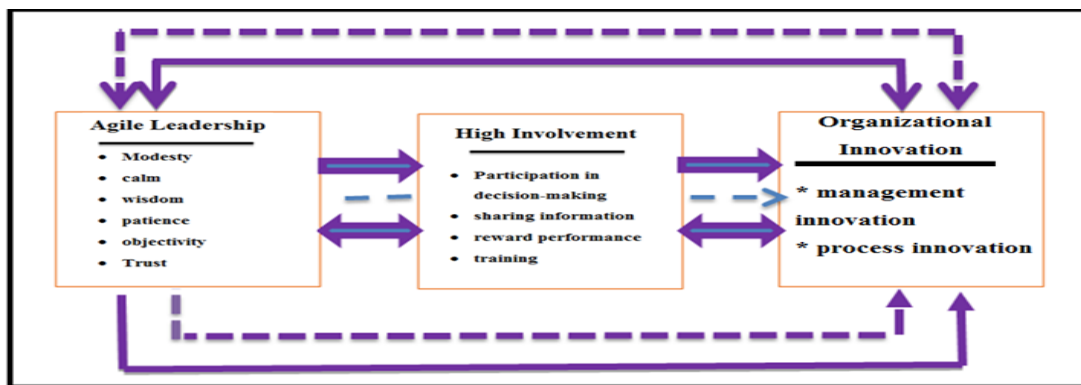 Agile Leadership
• Modesty
• calm
• wisdom
• patience
• objectivity
• Trust
High Involvement
• Participation in
decision-making
• sharing information
• reward performance
• training
Organizational
Innovation
* management
innovation
* process innovation